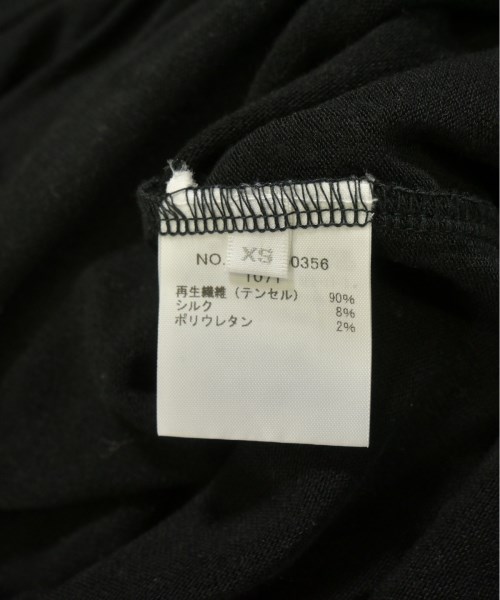 XS
NO. 0356
再生繊維 (テンセル) 90%
シルク 8%
ポリウレタン 2%